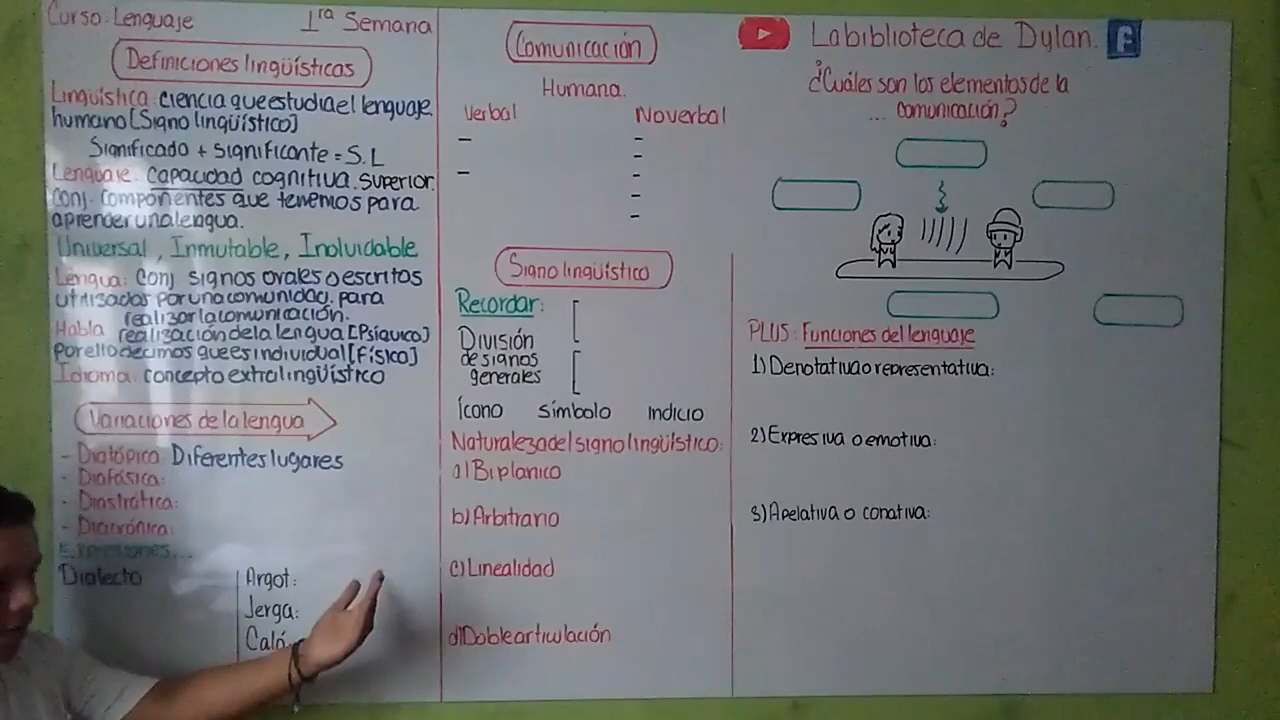 Curso: Lenguaje 1ra Semana
Definiciones lingüísticas
Lingüística: ciencia que estudia el lenguaje
humano [Signo lingüístico]
Significado + significante = S.L
Lenguaje: capacidad cognitiva superior.
conj. componentes que tenemos para
aprender una lengua.
Universal, Inmutable, Inolvidable
Lengua: Conj signos orales o escritos
utilizados por una comunidad para
realizar la comunicación.
Habla realización de la lengua [Psíquico]
por ello decimos que es individual [Físico]
Idioma: concepto extralingüístico
Variaciones de la lengua
- Diatópica: Diferentes lugares
- Diafásica:
- Diastrática:
- Diacrónica:
Expresiones...
Dialecto
Argot:
Jerga:
Caló
Comunicación
Humana.
Verbal No verbal
Signo lingüístico
Recordar:
División
de signos
generales
Ícono Símbolo Indicio
Naturaleza del signo lingüístico:
a) Biplanico
b) Arbitrario
c) Linealidad
d) Doble articulación
La biblioteca de Dylan. f
¿Cuáles son los elementos de la
... comunicación?
PLUS: Funciones del lenguaje
1) Denotativa o representativa:
2) Expresiva o emotiva:
3) Apelativa o conativa: